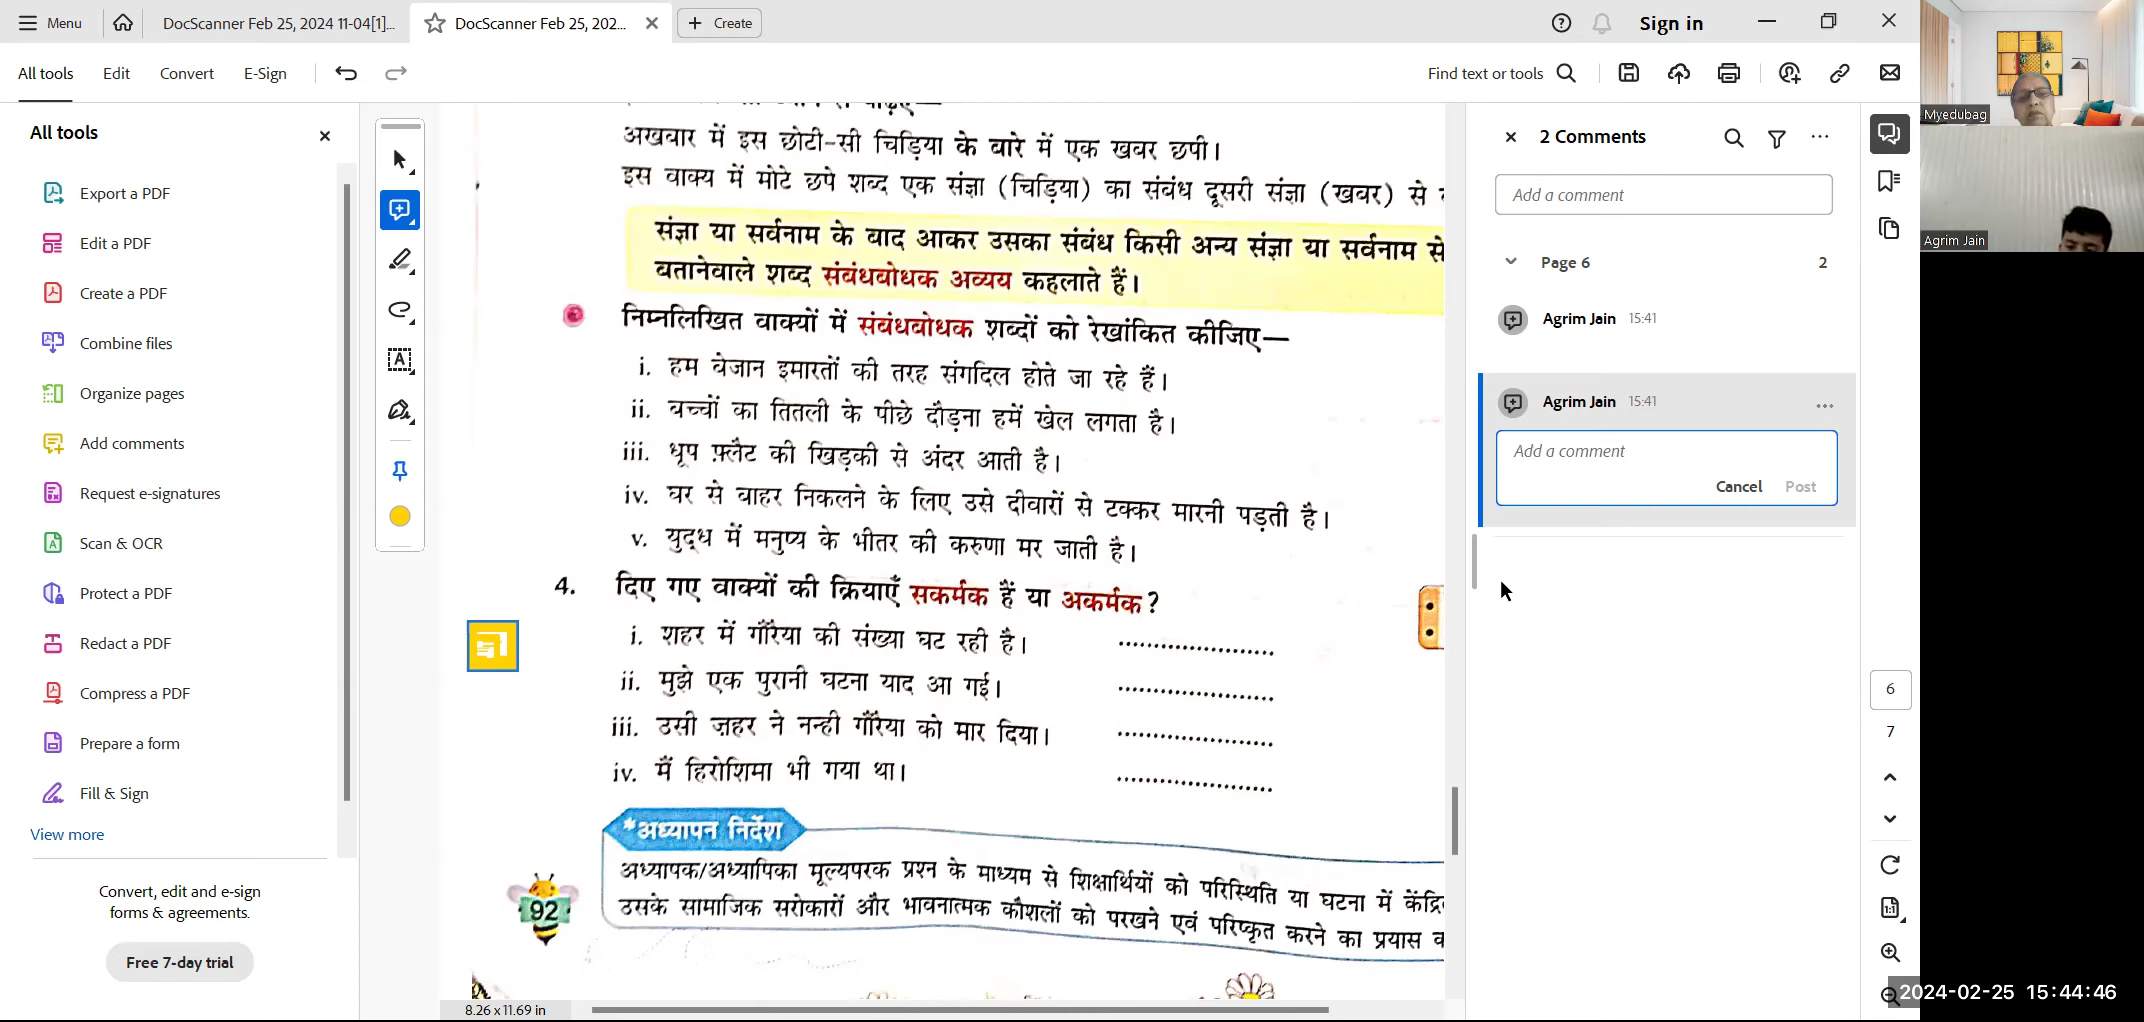 Menu
DocScanner Feb 25, 2024 11-04[1]...
DocScanner Feb 25, 202...
Create
Sign in
All tools
Edit
Convert
E-Sign
Find text or tools
All tools
Export a PDF
Edit a PDF
Create a PDF
Combine files
Organize pages
Add comments
Request e-signatures
Scan & OCR
Protect a PDF
Redact a PDF
Compress a PDF
Prepare a form
Fill & Sign
View more
Convert, edit and e-sign
forms & agreements.
Free 7-day trial
अखबार में इस छोटी-सी चिड़िया के बारे में एक खबर छपी।
इस वाक्य में मोटे छपे शब्द एक संज्ञा (चिड़िया) का संबंध दूसरी संज्ञा (खबर) से
संज्ञा या सर्वनाम के बाद आकर उसका संबंध किसी अन्य संज्ञा या सर्वनाम से
बतानेवाले शब्द संबंधबोधक अव्यय कहलाते हैं।
निम्नलिखित वाक्यों में संबंधबोधक शब्दों को रेखांकित कीजिए—
i. हम बेजान इमारतों की तरह संगदिल होते जा रहे हैं।
ii. बच्चों का तितली के पीछे दौड़ना हमें खेल लगता है।
iii. धूप फ़्लैट की खिड़की से अंदर आती है।
iv. घर से बाहर निकलने के लिए उसे दीवारों से टक्कर मारनी पड़ती है।
v. युद्ध में मनुष्य के भीतर की करुणा मर जाती है।
4. दिए गए वाक्यों की क्रियाएँ सकर्मक हैं या अकर्मक?
i. शहर में गौरैया की संख्या घट रही है। ........................
ii. मुझे एक पुरानी घटना याद आ गई। ........................
iii. उसी ज़हर ने नन्ही गौरैया को मार दिया। ........................
iv. मैं हिरोशिमा भी गया था। ........................
*अध्यापन निर्देश
अध्यापक/अध्यापिका मूल्यपरक प्रश्न के माध्यम से शिक्षार्थियों को परिस्थिति या घटना में
उसके सामाजिक सरोकारों और भावनात्मक कौशलों को परखने एवं परिष्कृत करने का प्रयास
92
8.26 x 11.69 in
2 Comments
Add a comment
Page 6
2
Agrim Jain 15:41
Agrim Jain 15:41
Add a comment
Cancel
Post
6
7
Myedubag
Agrim Jain
2024-02-25 15:44:46